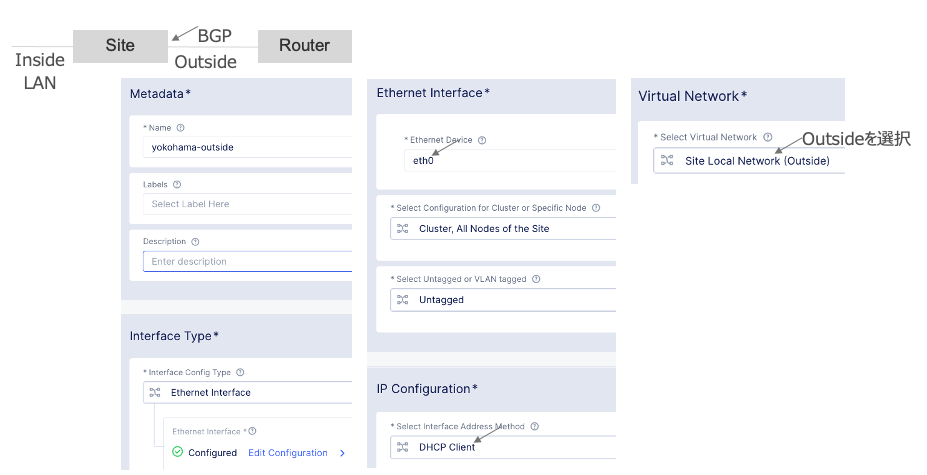 Site
BGP
Router
Inside
LAN
Outside
Metadata*
* Name
yokohama-outside
Labels
Select Label Here
Description
Enter description
Interface Type*
* Interface Config Type
Ethernet Interface
Ethernet Interface *
Configured Edit Configuration
Ethernet Interface*
* Ethernet Device
eth0
* Select Configuration for Cluster or Specific Node
Cluster, All Nodes of the Site
* Select Untagged or VLAN tagged
Untagged
IP Configuration*
* Select Interface Address Method
DHCP Client
Virtual Network*
* Select Virtual Network
Outsideを選択
Site Local Network (Outside)